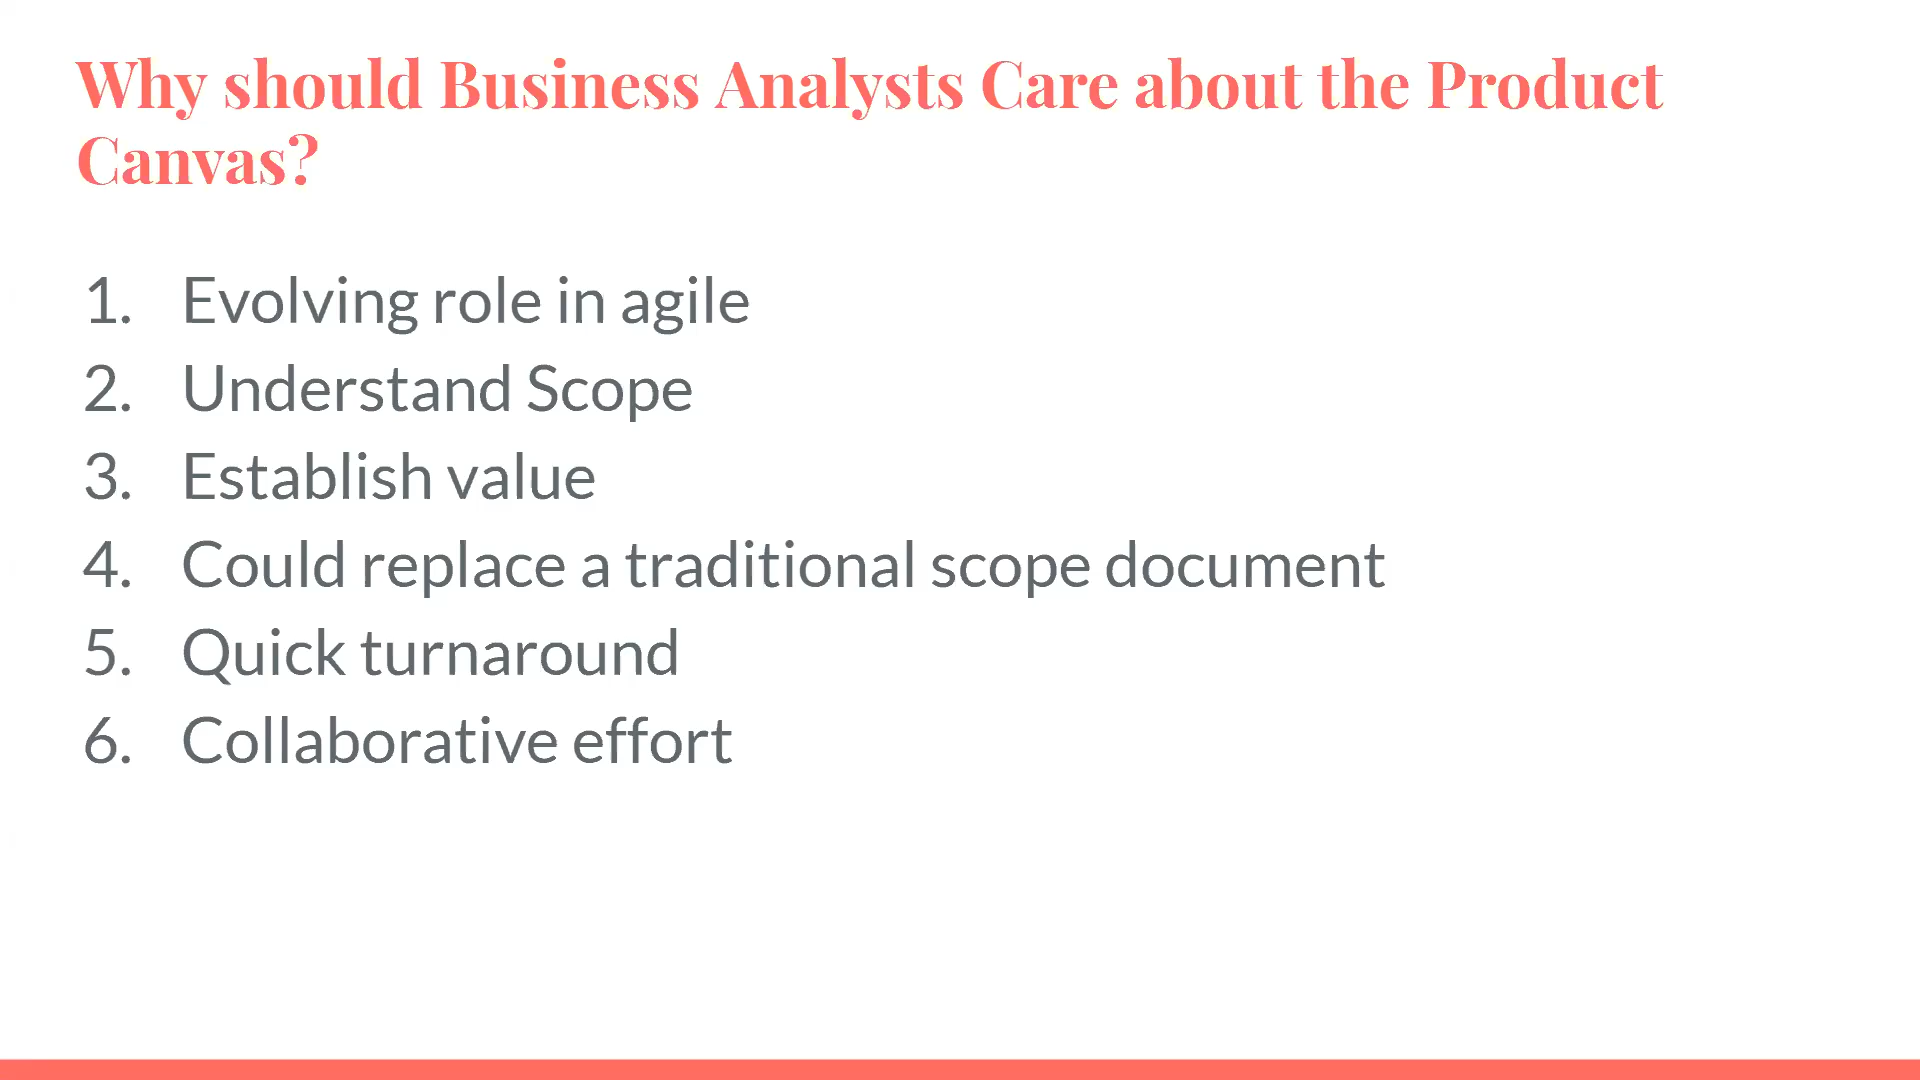 Why should Business Analysts Care about the Product
Canvas?
1. Evolving role in agile
2. Understand Scope
3. Establish value
4. Could replace a traditional scope document
5. Quick turnaround
6. Collaborative effort